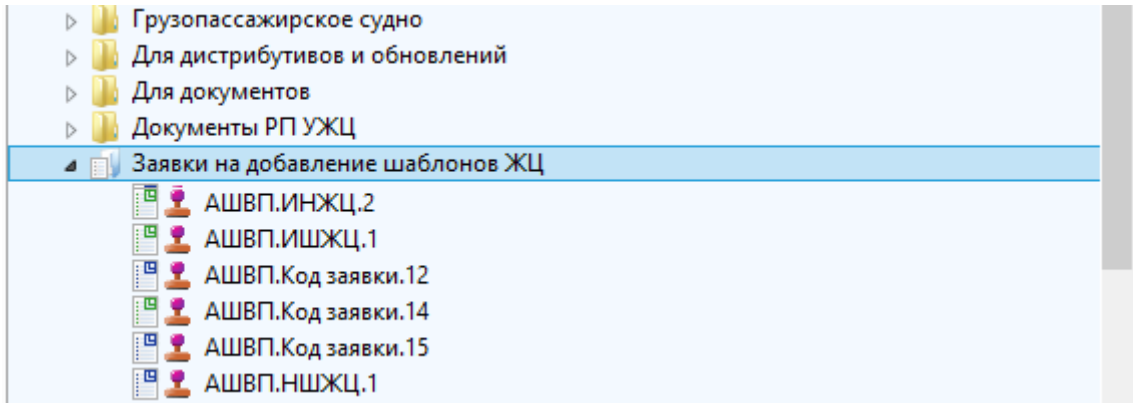 Грузопассажирское судно
Для дистрибутивов и обновлений
Для документов
Документы РП УЖЦ
Заявки на добавление шаблонов ЖЦ
АШВП.ИНЖЦ.2
АШВП.ИШЖЦ.1
АШВП.Код заявки.12
АШВП.Код заявки.14
АШВП.Код заявки.15
АШВП.НШЖЦ.1